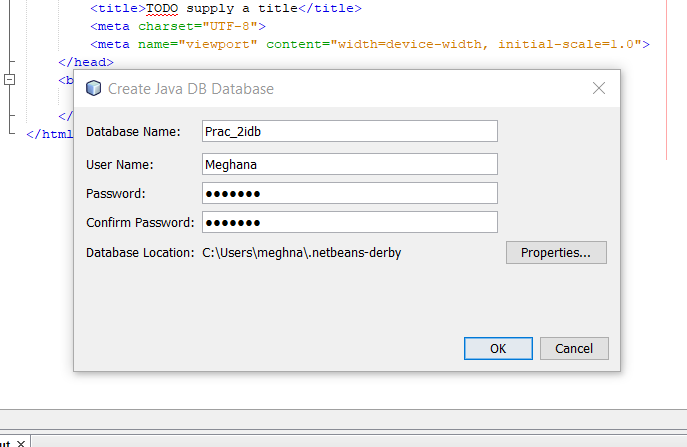 <title>TODO supply a title</title>
<meta charset="UTF-8">
<meta name="viewport" content="width=device-width, initial-scale=1.0">
</head>
<b
Create Java DB Database
</
</html
Database Name: Prac_2idb
User Name: Meghana
Password: ●●●●●●●
Confirm Password: ●●●●●●●
Database Location: C:\Users\meghna\.netbeans-derby Properties...
OK Cancel
ut X